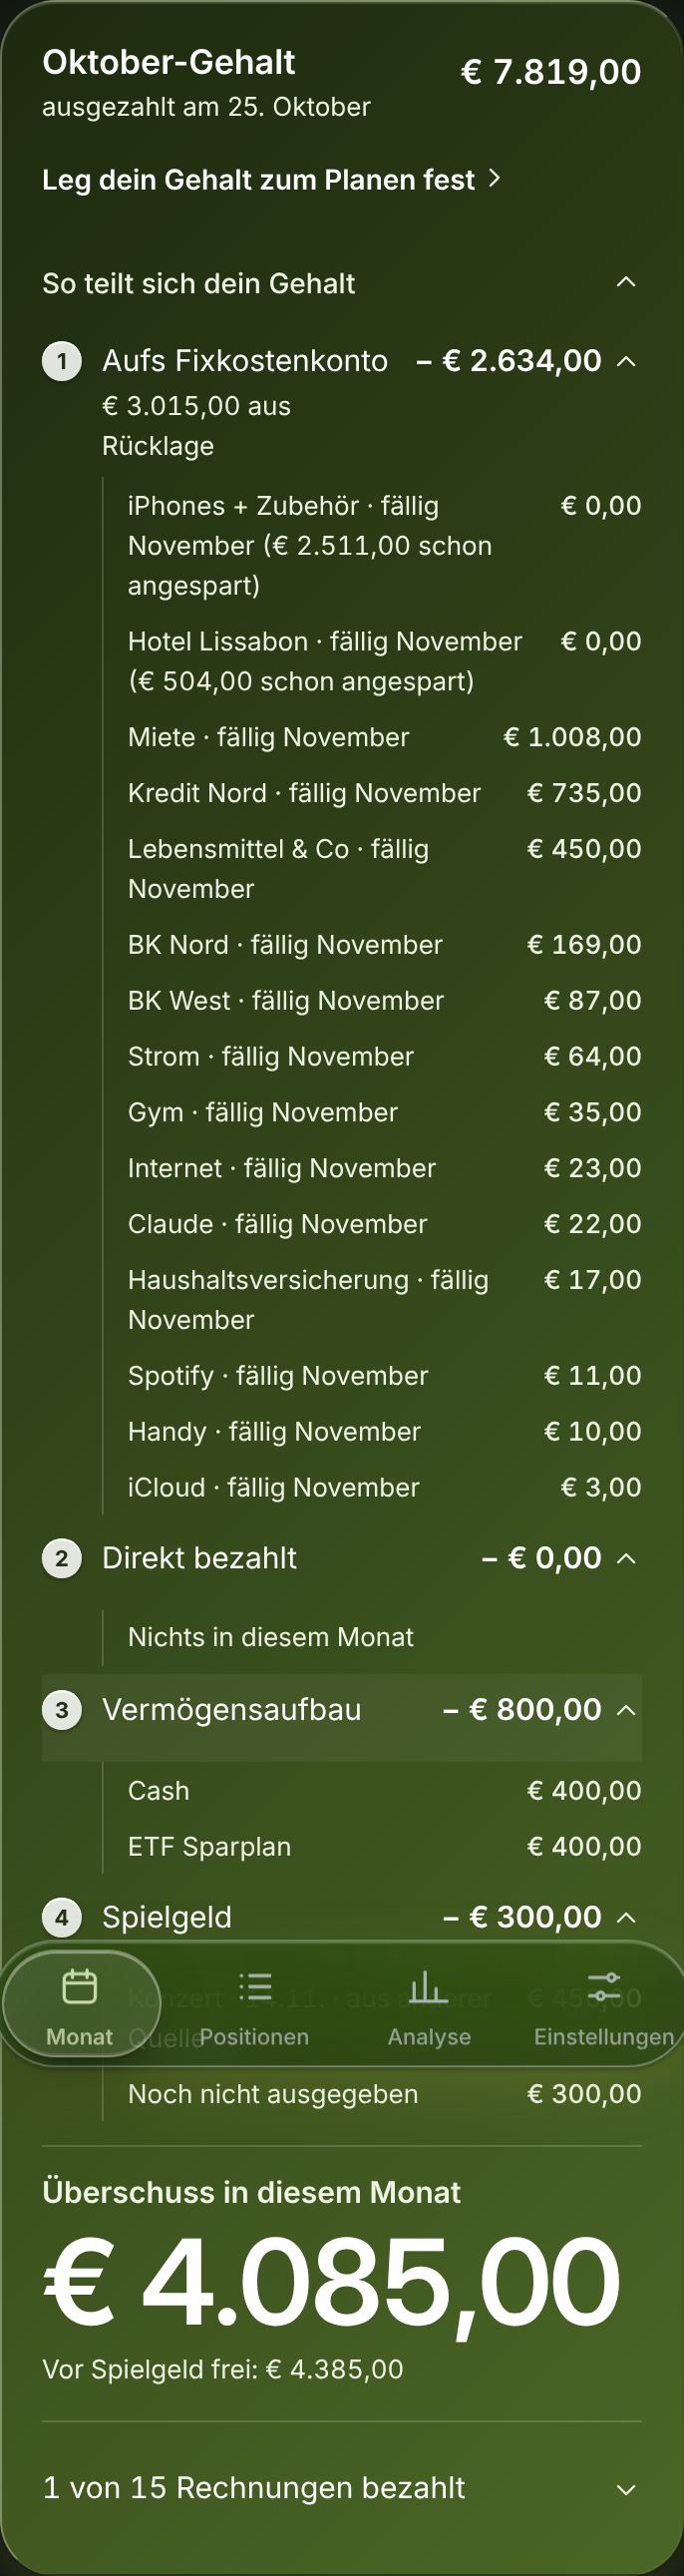 Oktober-Gehalt
€ 7.819,00
ausgezahlt am 25. Oktober
Leg dein Gehalt zum Planen fest
So teilt sich dein Gehalt
1 Aufs Fixkostenkonto – € 2.634,00
€ 3.015,00 aus
Rücklage
iPhones + Zubehör · fällig € 0,00
November (€ 2.511,00 schon
angespart)
Hotel Lissabon · fällig November € 0,00
(€ 504,00 schon angespart)
Miete · fällig November € 1.008,00
Kredit Nord · fällig November € 735,00
Lebensmittel & Co · fällig € 450,00
November
BK Nord · fällig November € 169,00
BK West · fällig November € 87,00
Strom · fällig November € 64,00
Gym · fällig November € 35,00
Internet · fällig November € 23,00
Claude · fällig November € 22,00
Haushaltsversicherung · fällig € 17,00
November
Spotify · fällig November € 11,00
Handy · fällig November € 10,00
iCloud · fällig November € 3,00
2 Direkt bezahlt – € 0,00
Nichts in diesem Monat
3 Vermögensaufbau – € 800,00
Cash € 400,00
ETF Sparplan € 400,00
4 Spielgeld – € 300,00
Konzert · 14.11. · aus anderer € 450,00
Quelle
Monat Positionen Analyse Einstellungen
Noch nicht ausgegeben € 300,00
Überschuss in diesem Monat
€ 4.085,00
Vor Spielgeld frei: € 4.385,00
1 von 15 Rechnungen bezahlt